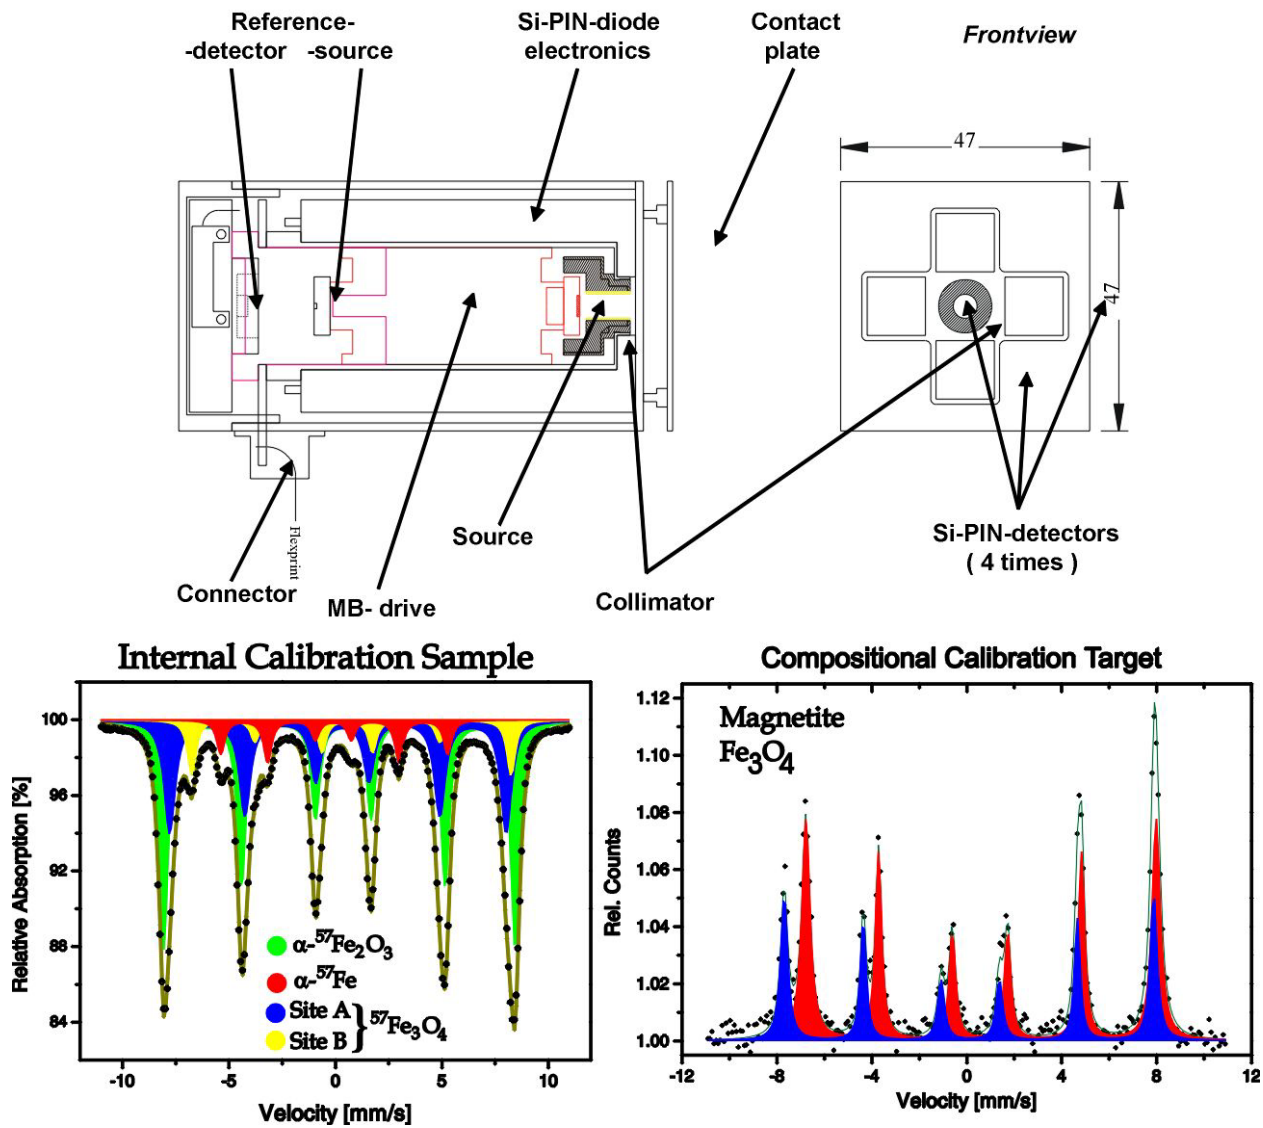 Reference-
-detector -source
Si-PIN-diode
electronics
Contact
plate
Frontview
47
47
Flexprint
Connector
MB- drive
Source
Collimator
Si-PIN-detectors
( 4 times )
Internal Calibration Sample
Relative Absorption [%]
100
96
92
88
84
α-⁵⁷Fe₂O₃
α-⁵⁷Fe
Site A
Site B
} ⁵⁷Fe₃O₄
-10 -5 0 5 10
Velocity [mm/s]
Compositional Calibration Target
Magnetite
Fe₃O₄
Rel. Counts
1.12
1.10
1.08
1.06
1.04
1.02
1.00
-12 -8 -4 0 4 8 12
Velocity [mm/s]